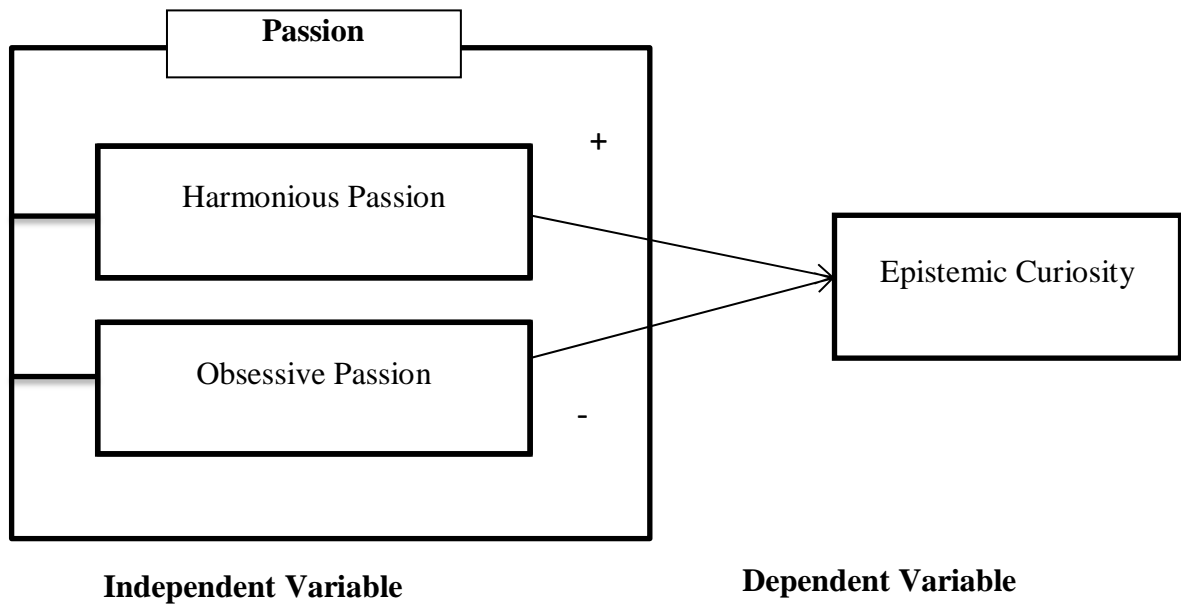 Passion
+
Harmonious Passion
Epistemic Curiosity
Obsessive Passion
-
Independent Variable
Dependent Variable